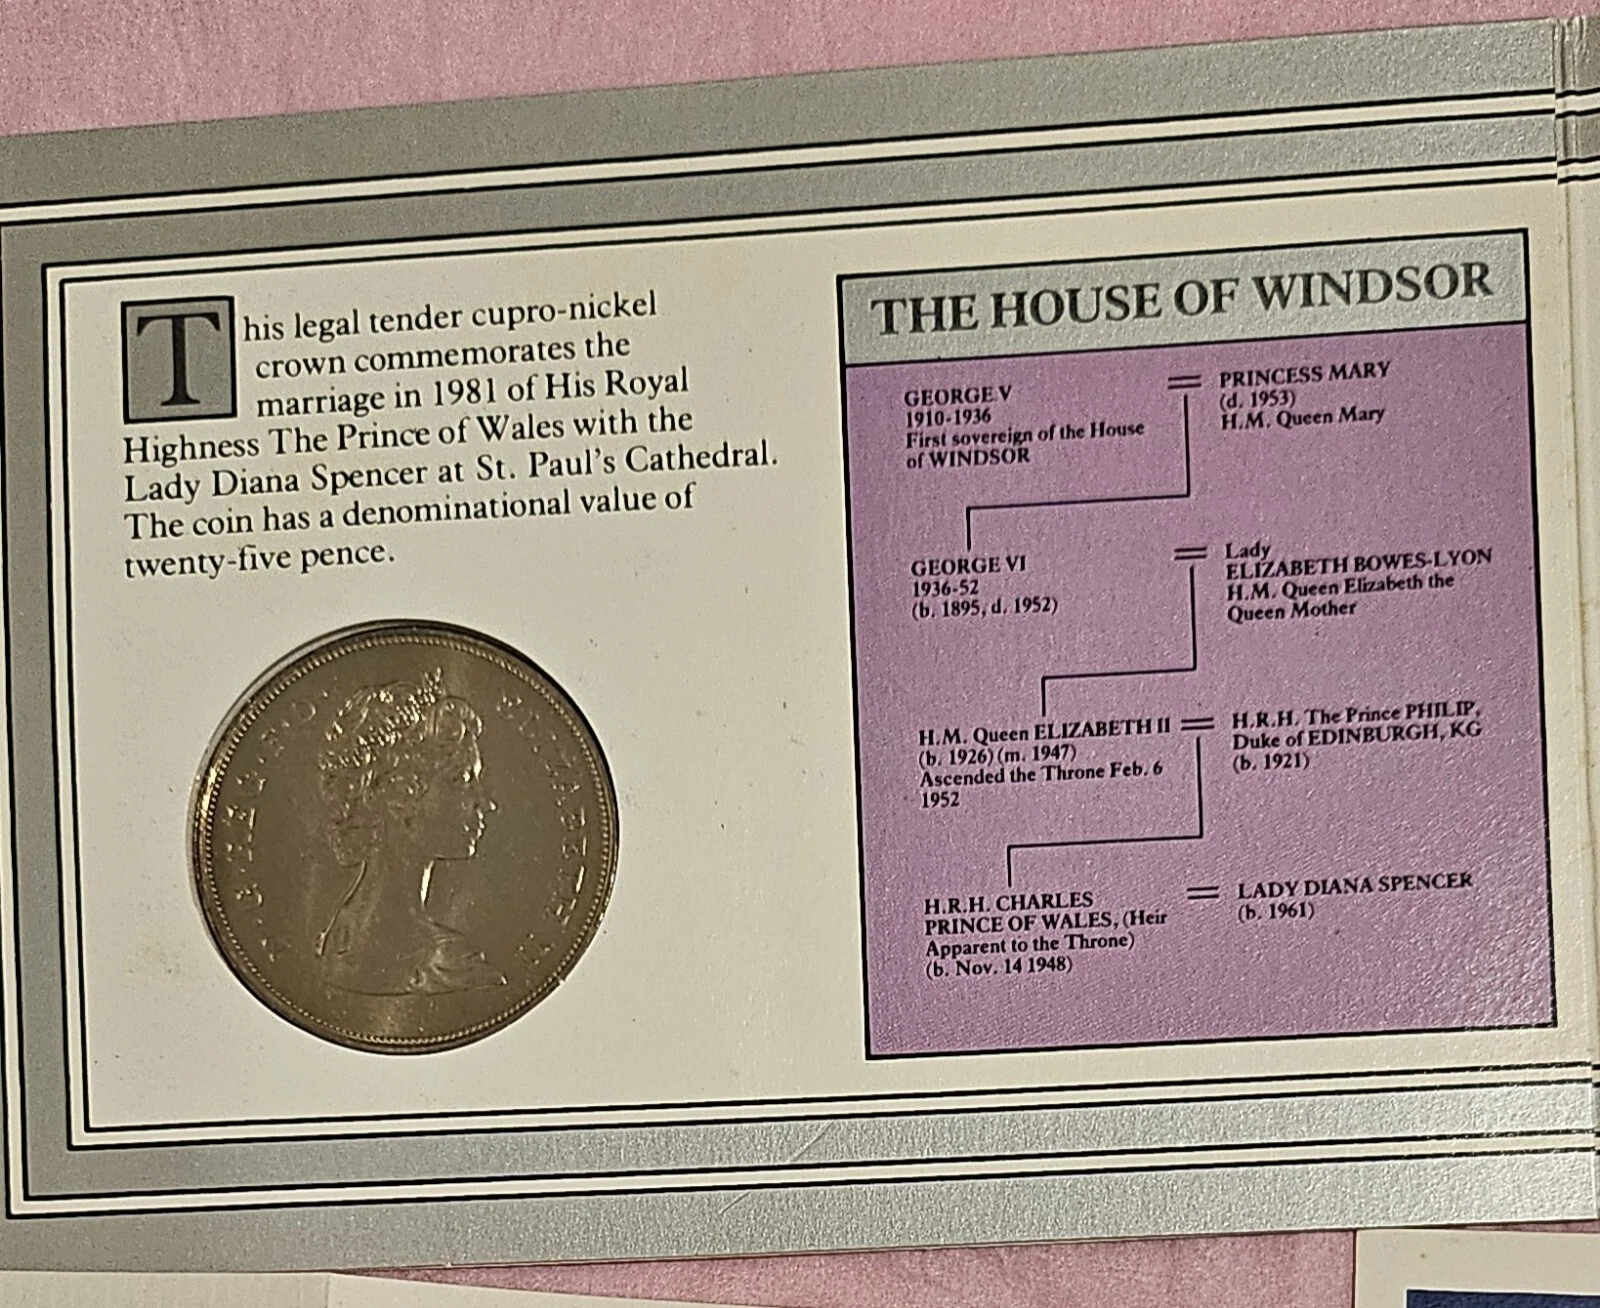 This legal tender cupro-nickel
crown commemorates the
marriage in 1981 of His Royal
Highness The Prince of Wales with the
Lady Diana Spencer at St. Paul's Cathedral.
The coin has a denominational value of
twenty-five pence.
ELIZABETH II
D·G·REG·F·D·
THE HOUSE OF WINDSOR
GEORGE V
1910-1936
First sovereign of the House
of WINDSOR
PRINCESS MARY
(d. 1953)
H.M. Queen Mary
GEORGE VI
1936-52
(b. 1895, d. 1952)
Lady
ELIZABETH BOWES-LYON
H.M. Queen Elizabeth the
Queen Mother
H.M. Queen ELIZABETH II
(b. 1926) (m. 1947)
Ascended the Throne Feb. 6
1952
H.R.H. The Prince PHILIP,
Duke of EDINBURGH, KG
(b. 1921)
H.R.H. CHARLES
PRINCE OF WALES, (Heir
Apparent to the Throne)
(b. Nov. 14 1948)
LADY DIANA SPENCER
(b. 1961)